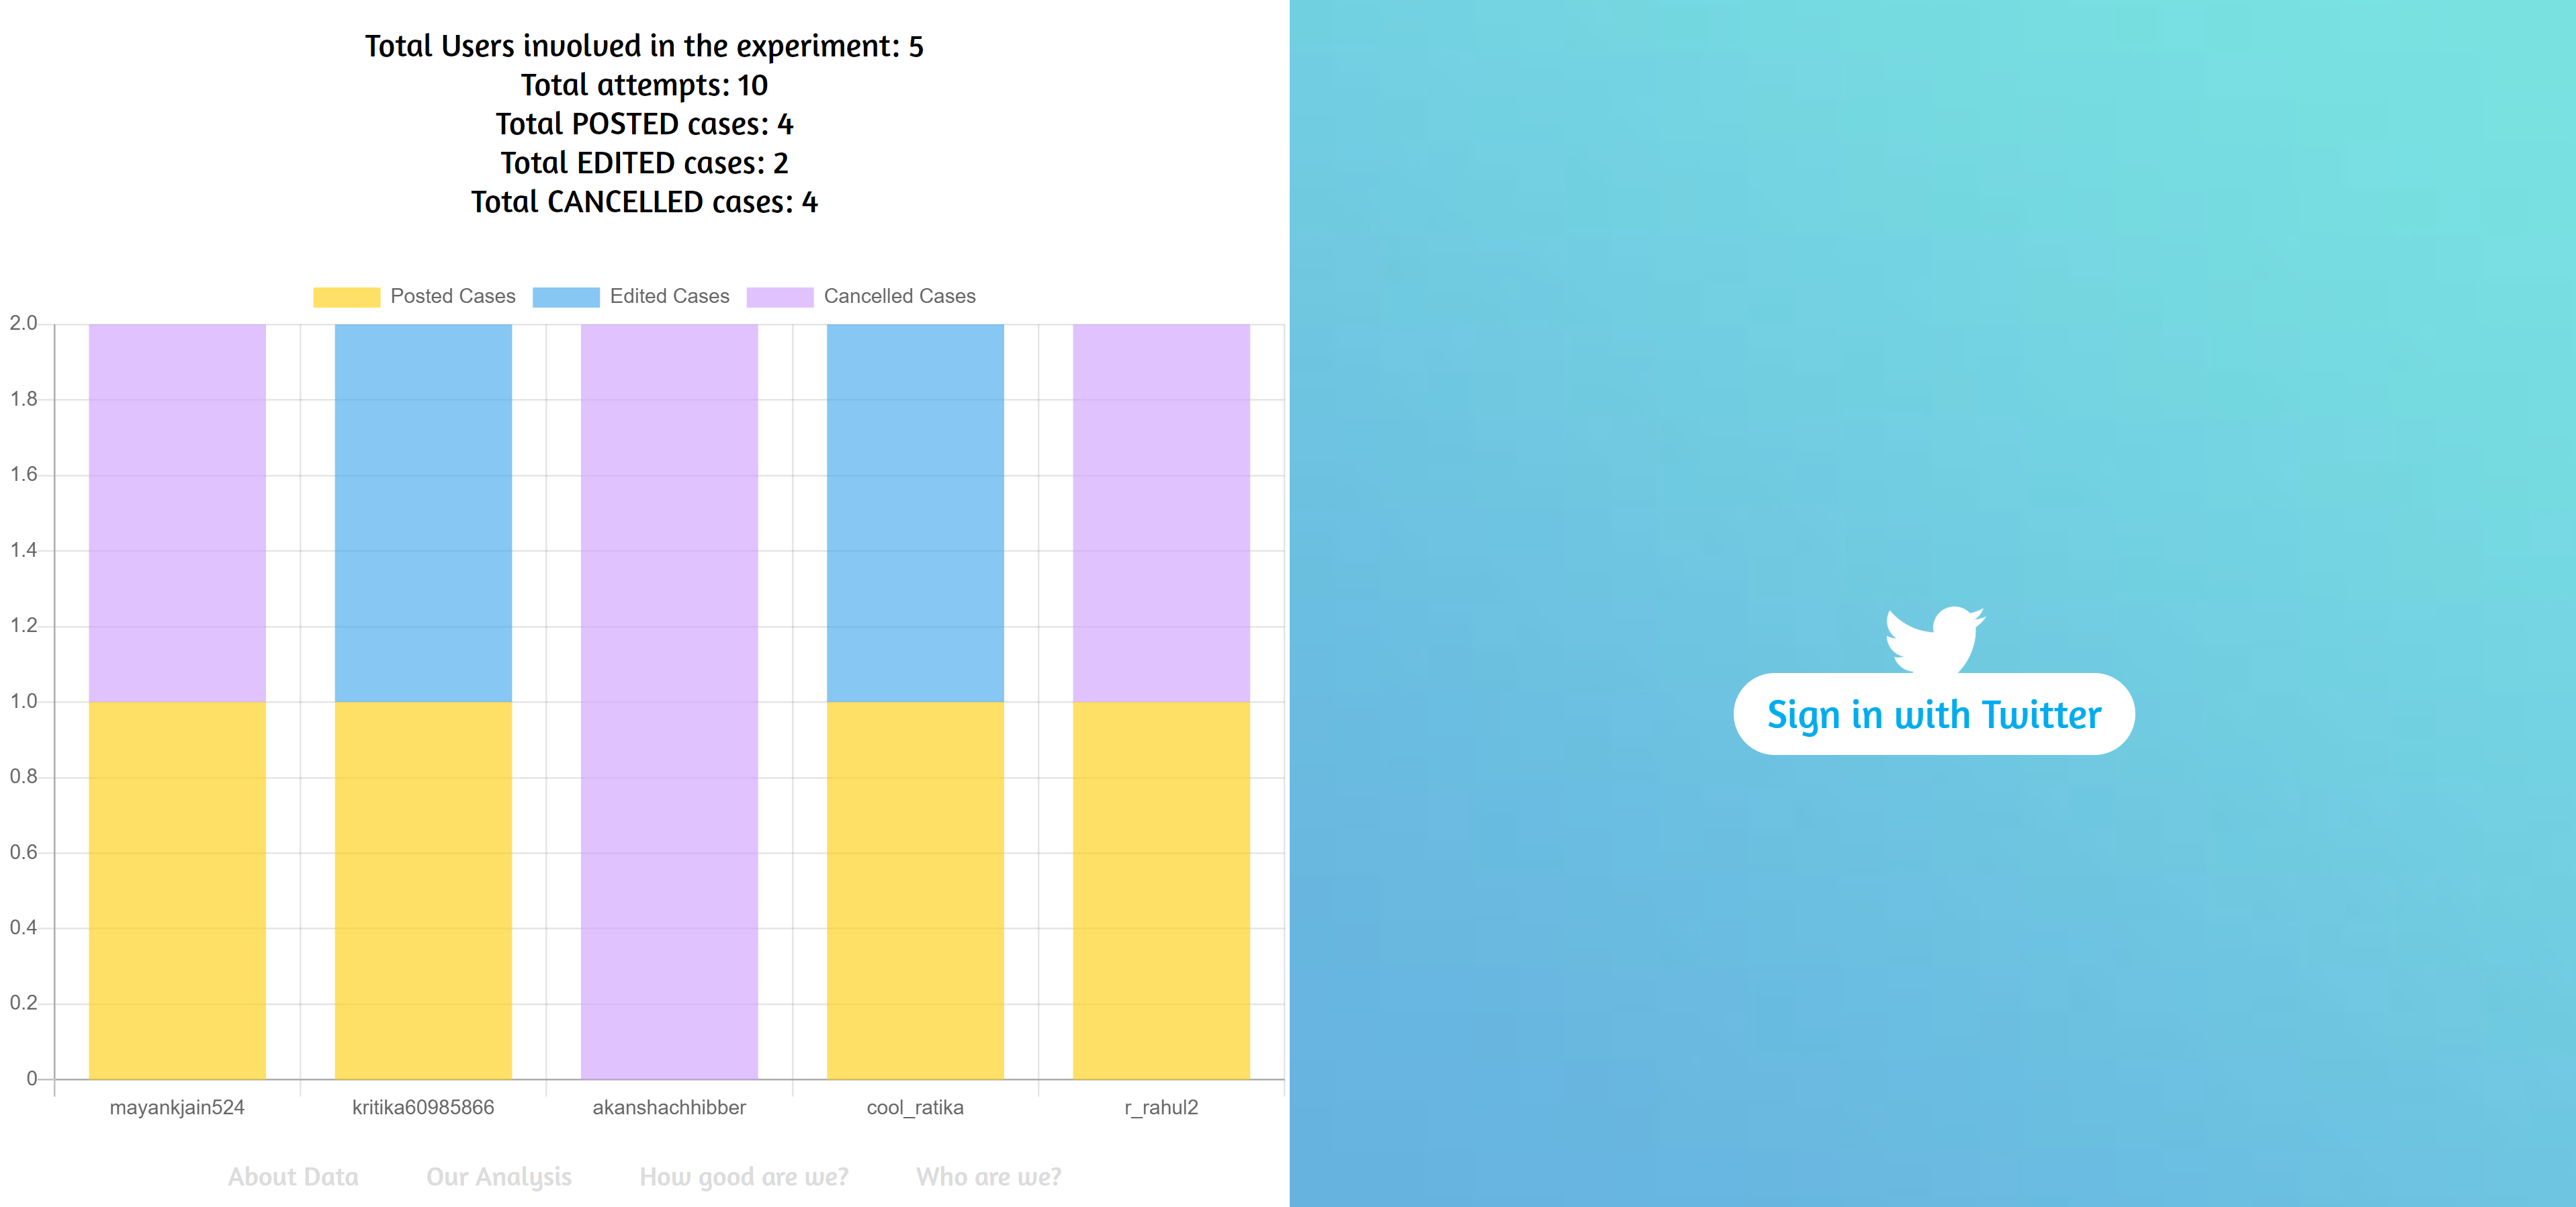 Total Users involved in the experiment: 5
Total attempts: 10
Total POSTED cases: 4
Total EDITED cases: 2
Total CANCELLED cases: 4
Posted Cases Edited Cases Cancelled Cases
2.0
1.8
1.6
1.4
1.2
1.0
0.8
0.6
0.4
0.2
0
mayankjain524 kritika60985866 akanshachhibber cool_ratika r_rahul2
About Data Our Analysis How good are we? Who are we?
Sign in with Twitter